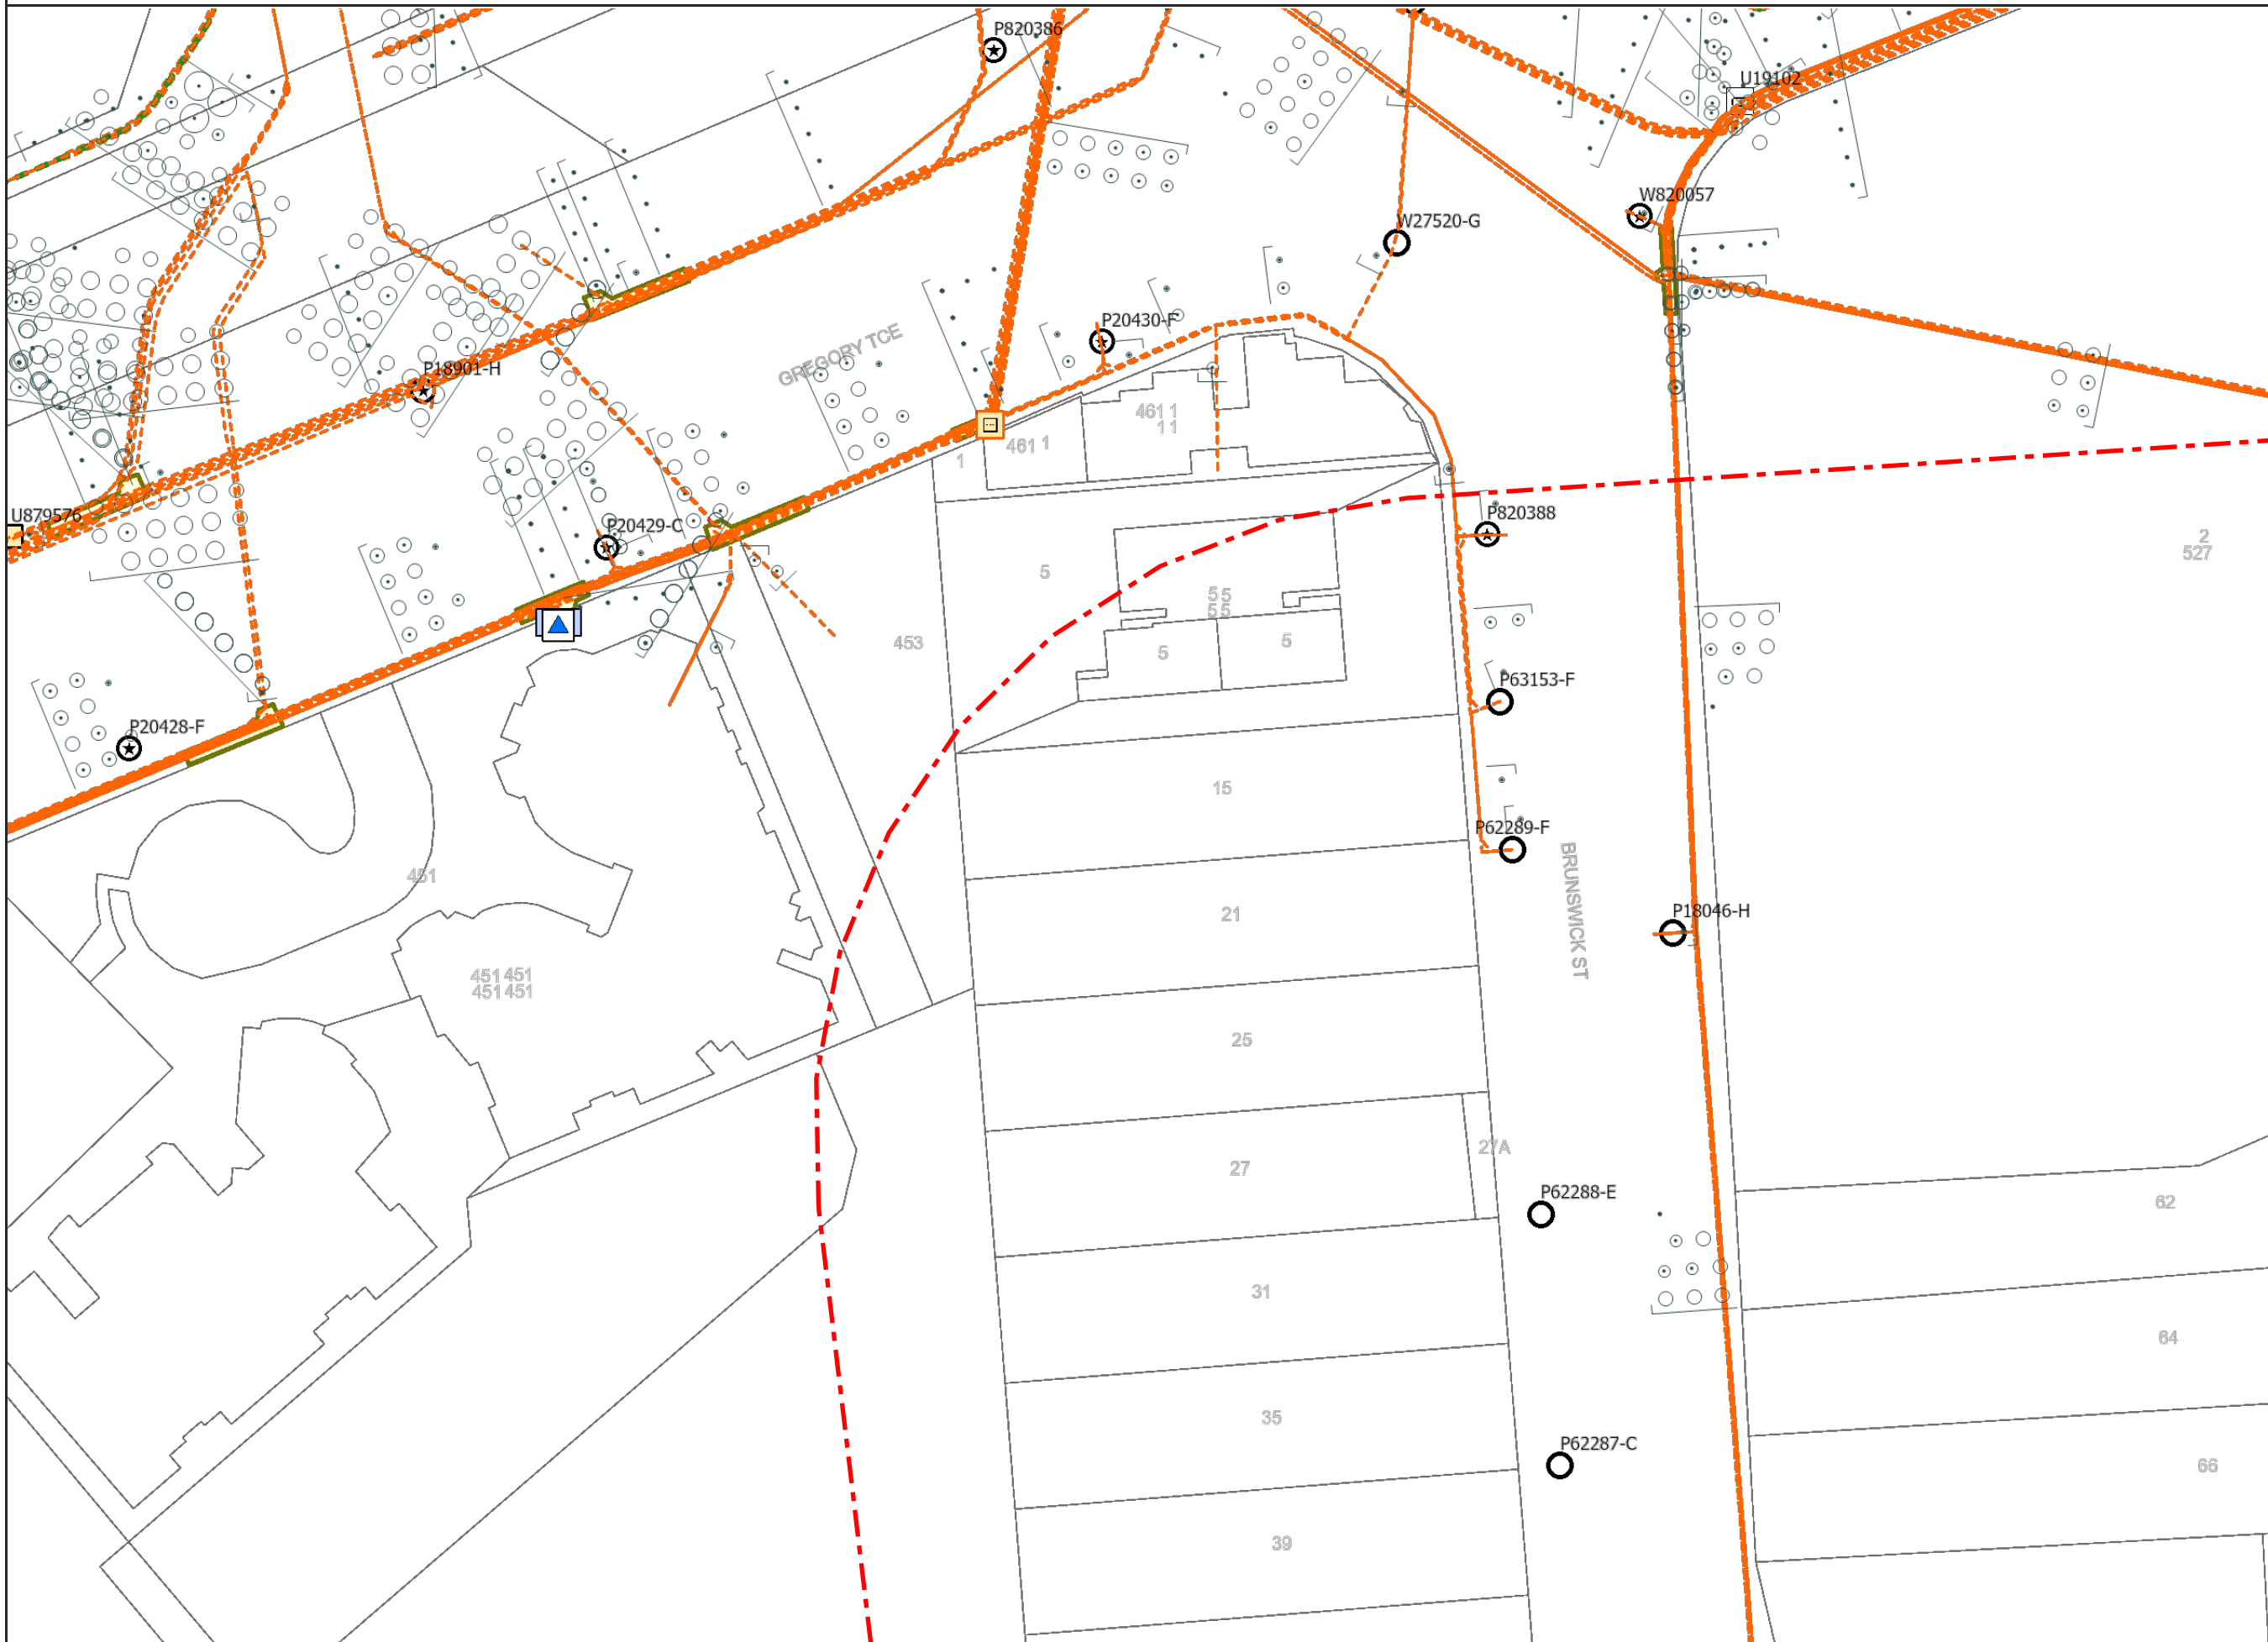 P820386
U19102
W820057
W27520-G
P20430-F
GREGORY TCE
P18901-H
461 1
1 1
461 1
1
U879576
P20429-C
P820388
2
527
5
5 5
5 5
5
5
453
P63153-F
P20428-F
15
P62289-F
BRUNSWICK ST
451
21
P18046-H
451 451
451 451
25
27A
27
P62288-E
62
31
64
35
P62287-C
66
39